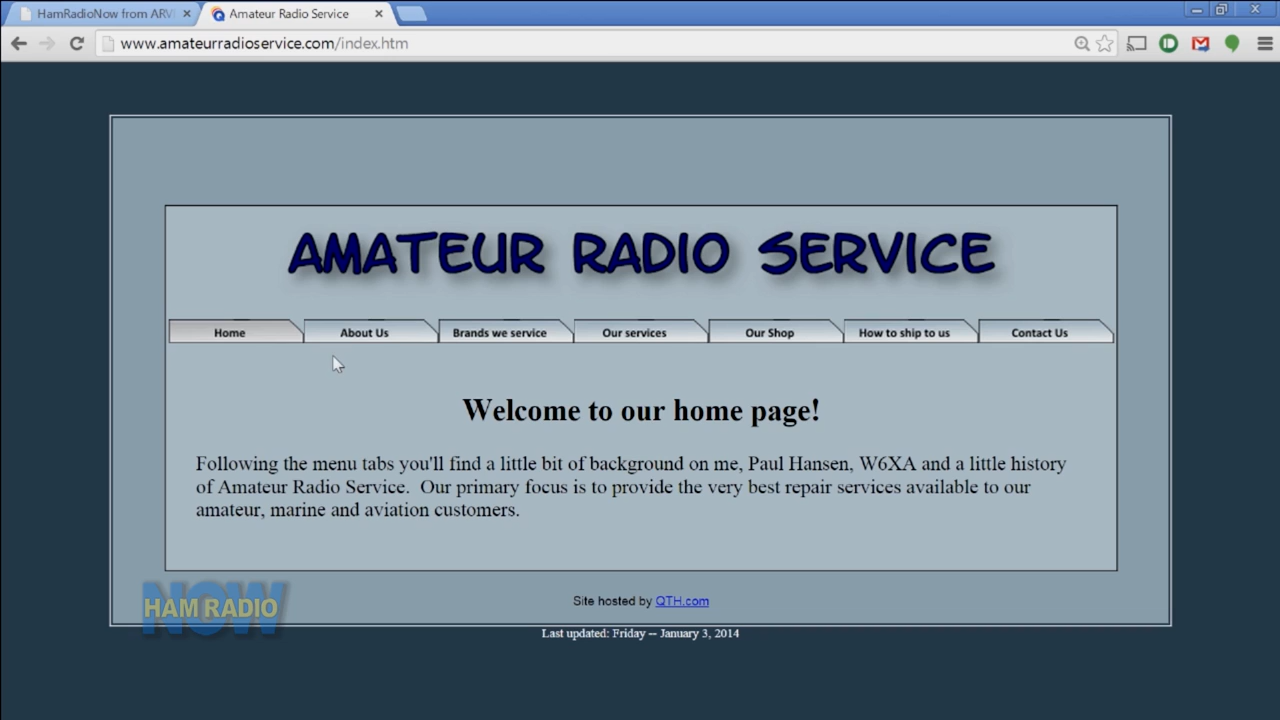 HamRadioNow from ARV
Amateur Radio Service
www.amateurradioservice.com/index.htm
AMATEUR RADIO SERVICE
Home About Us Brands we service Our services Our Shop How to ship to us Contact Us
Welcome to our home page!
Following the menu tabs you'll find a little bit of background on me, Paul Hansen, W6XA and a little history
of Amateur Radio Service.  Our primary focus is to provide the very best repair services available to our
amateur, marine and aviation customers.
NOW
HAM RADIO
Site hosted by QTH.com
Last updated: Friday -- January 3, 2014